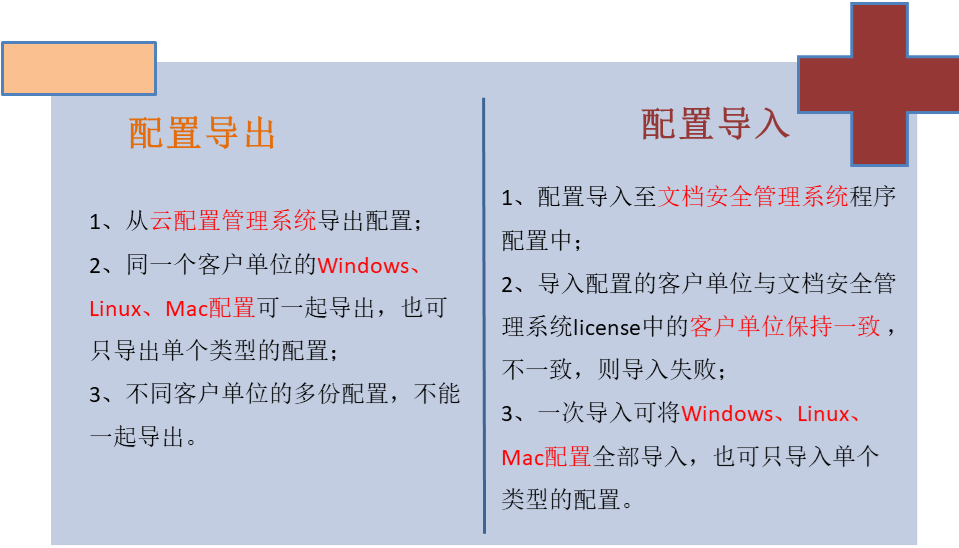 配置导出
1、从云配置管理系统导出配置；
2、同一个客户单位的Windows、
Linux、Mac配置可一起导出，也可
只导出单个类型的配置；
3、不同客户单位的多份配置，不能
一起导出。
配置导入
1、配置导入至文档安全管理系统程序
配置中；
2、导入配置的客户单位与文档安全管
理系统license中的客户单位保持一致，
不一致，则导入失败；
3、一次导入可将Windows、Linux、
Mac配置全部导入，也可只导入单个
类型的配置。